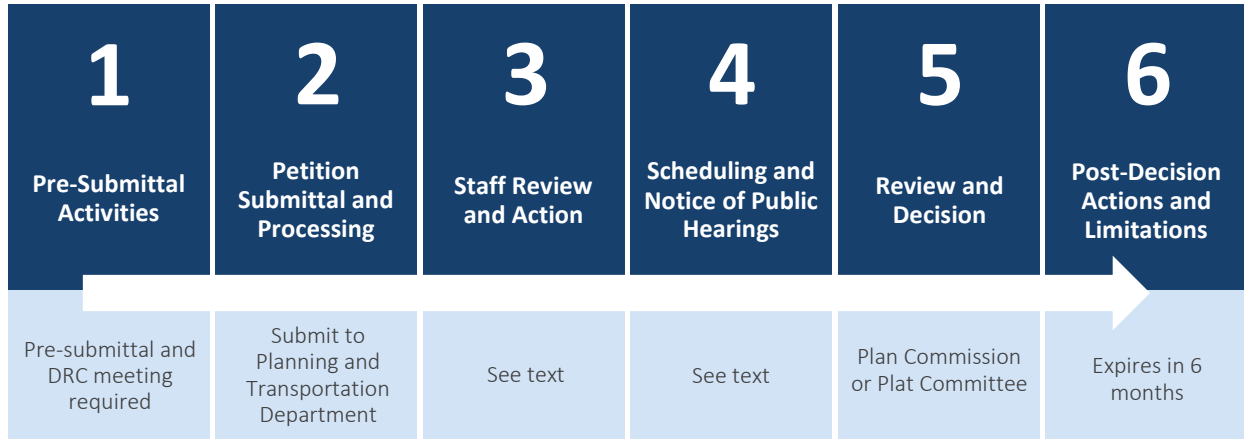 1
Pre-Submittal
Activities
Pre-submittal and
DRC meeting
required
2
Petition
Submittal and
Processing
Submit to
Planning and
Transportation
Department
3
Staff Review
and Action
See text
4
Scheduling and
Notice of Public
Hearings
See text
5
Review and
Decision
Plan Commission
or Plat Committee
6
Post-Decision
Actions and
Limitations
Expires in 6
months